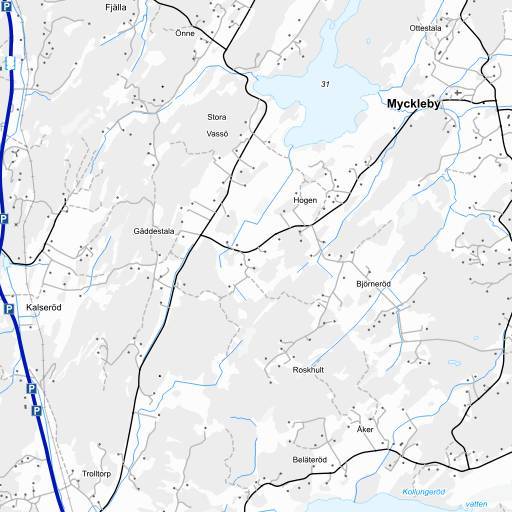 P
Fjälla
Önne
Ottestala
31
Myckleby
Stora
Vassö
Hogen
P
Gäddestala
Björneröd
P
Kalseröd
Roskhult
P
P
Åker
Beläteröd
Trolltorp
Kollungeröd
vatten